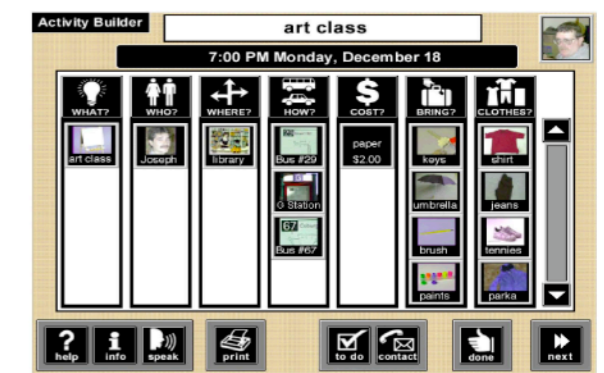 Activity Builder
art class
7:00 PM Monday, December 18
WHAT? WHO? WHERE? HOW? COST? BRING? CLOTHES?
art class Joseph library Bus #29 paper keys shirt
$2.00
Station umbrella jeans
67
Bus #67 brush tennies
paints parka
help info speak print to do contact done next